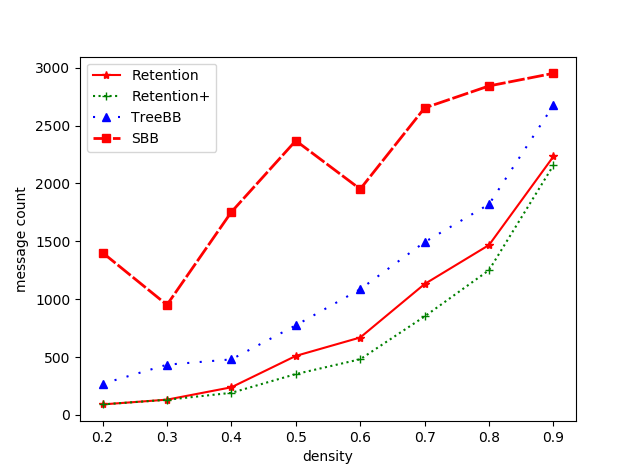 3000
2500
2000
1500
1000
500
0
message count
Retention
Retention+
TreeBB
SBB
0.2 0.3 0.4 0.5 0.6 0.7 0.8 0.9
density